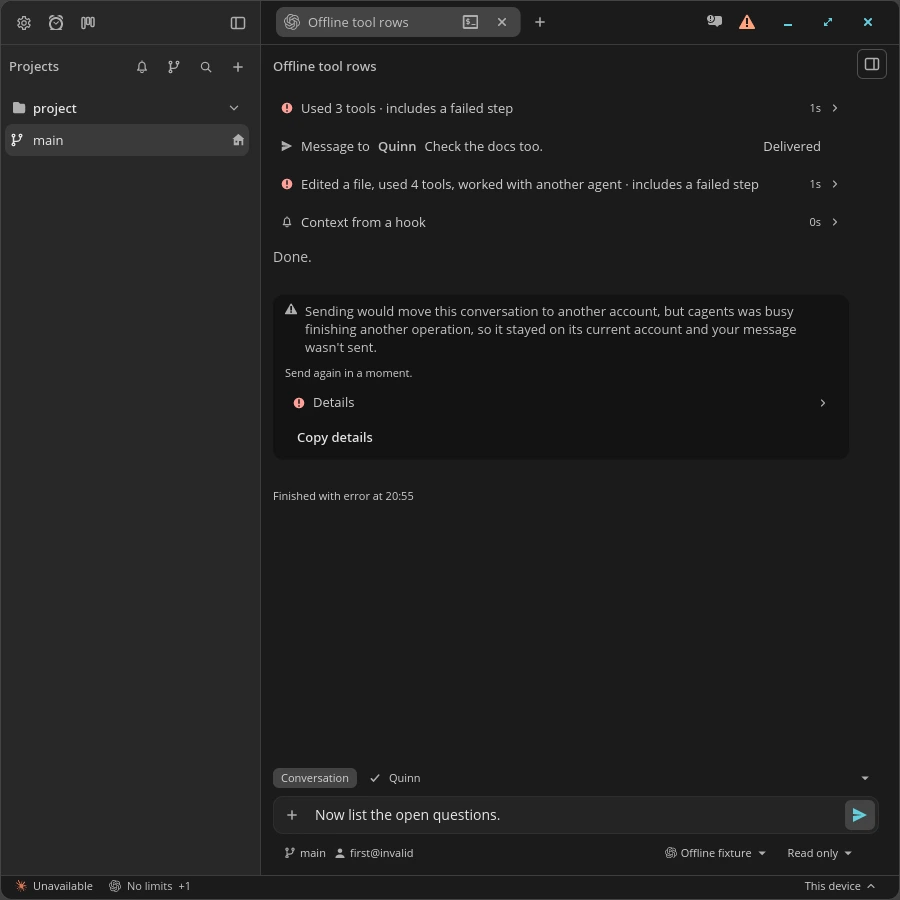 Offline tool rows
Projects
Offline tool rows
project
main
Used 3 tools · includes a failed step 1s
Message to Quinn Check the docs too. Delivered
Edited a file, used 4 tools, worked with another agent · includes a failed step 1s
Context from a hook 0s
Done.
Sending would move this conversation to another account, but cagents was busy
finishing another operation, so it stayed on its current account and your message
wasn't sent.
Send again in a moment.
Details
Copy details
Finished with error at 20:55
Conversation Quinn
Now list the open questions.
main first@invalid Offline fixture Read only
Unavailable No limits +1 This device